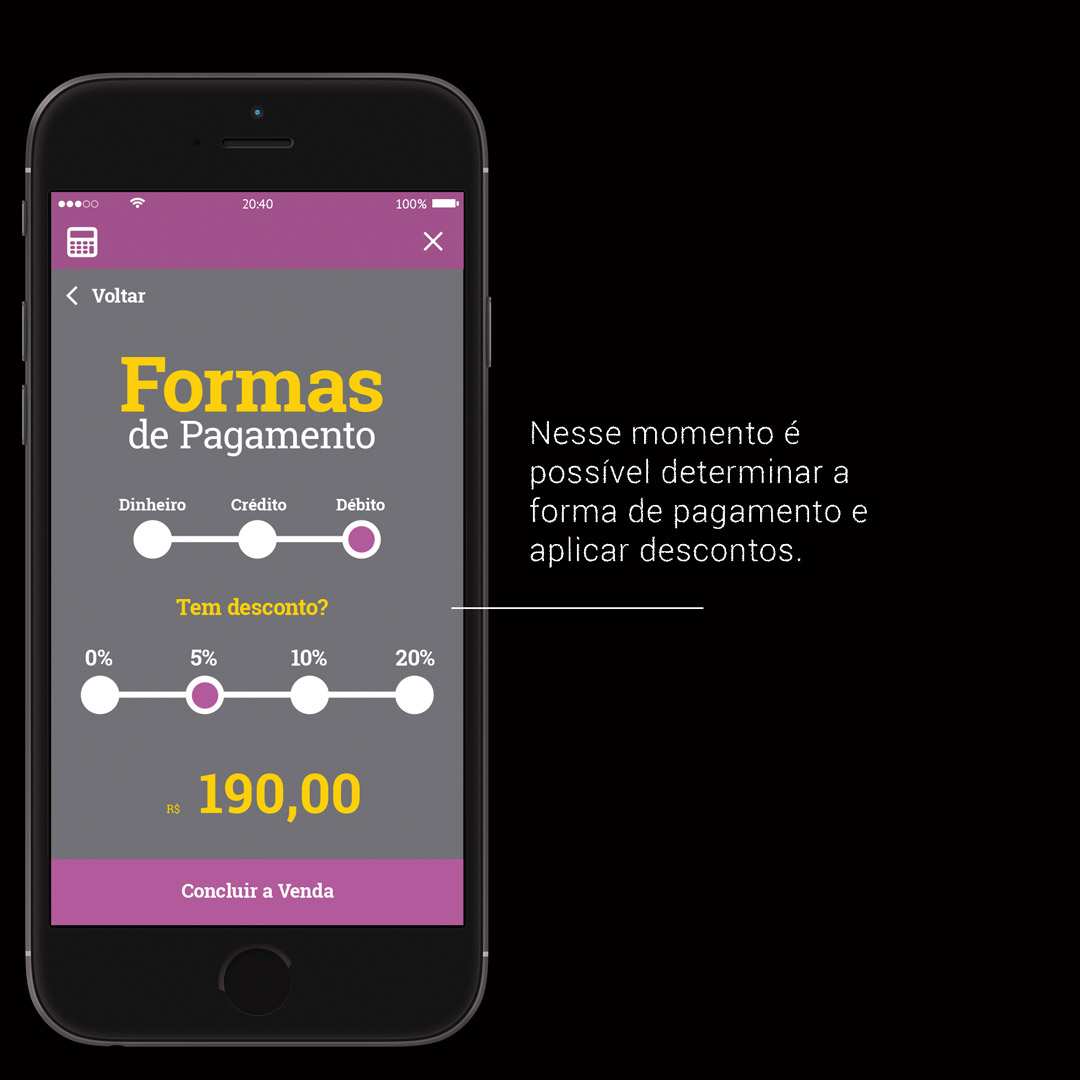 20:40
100%
Voltar
Formas
de Pagamento
Dinheiro Crédito Débito
Tem desconto?
0% 5% 10% 20%
R$ 190,00
Concluir a Venda
Nesse momento é
possível determinar a
forma de pagamento e
aplicar descontos.